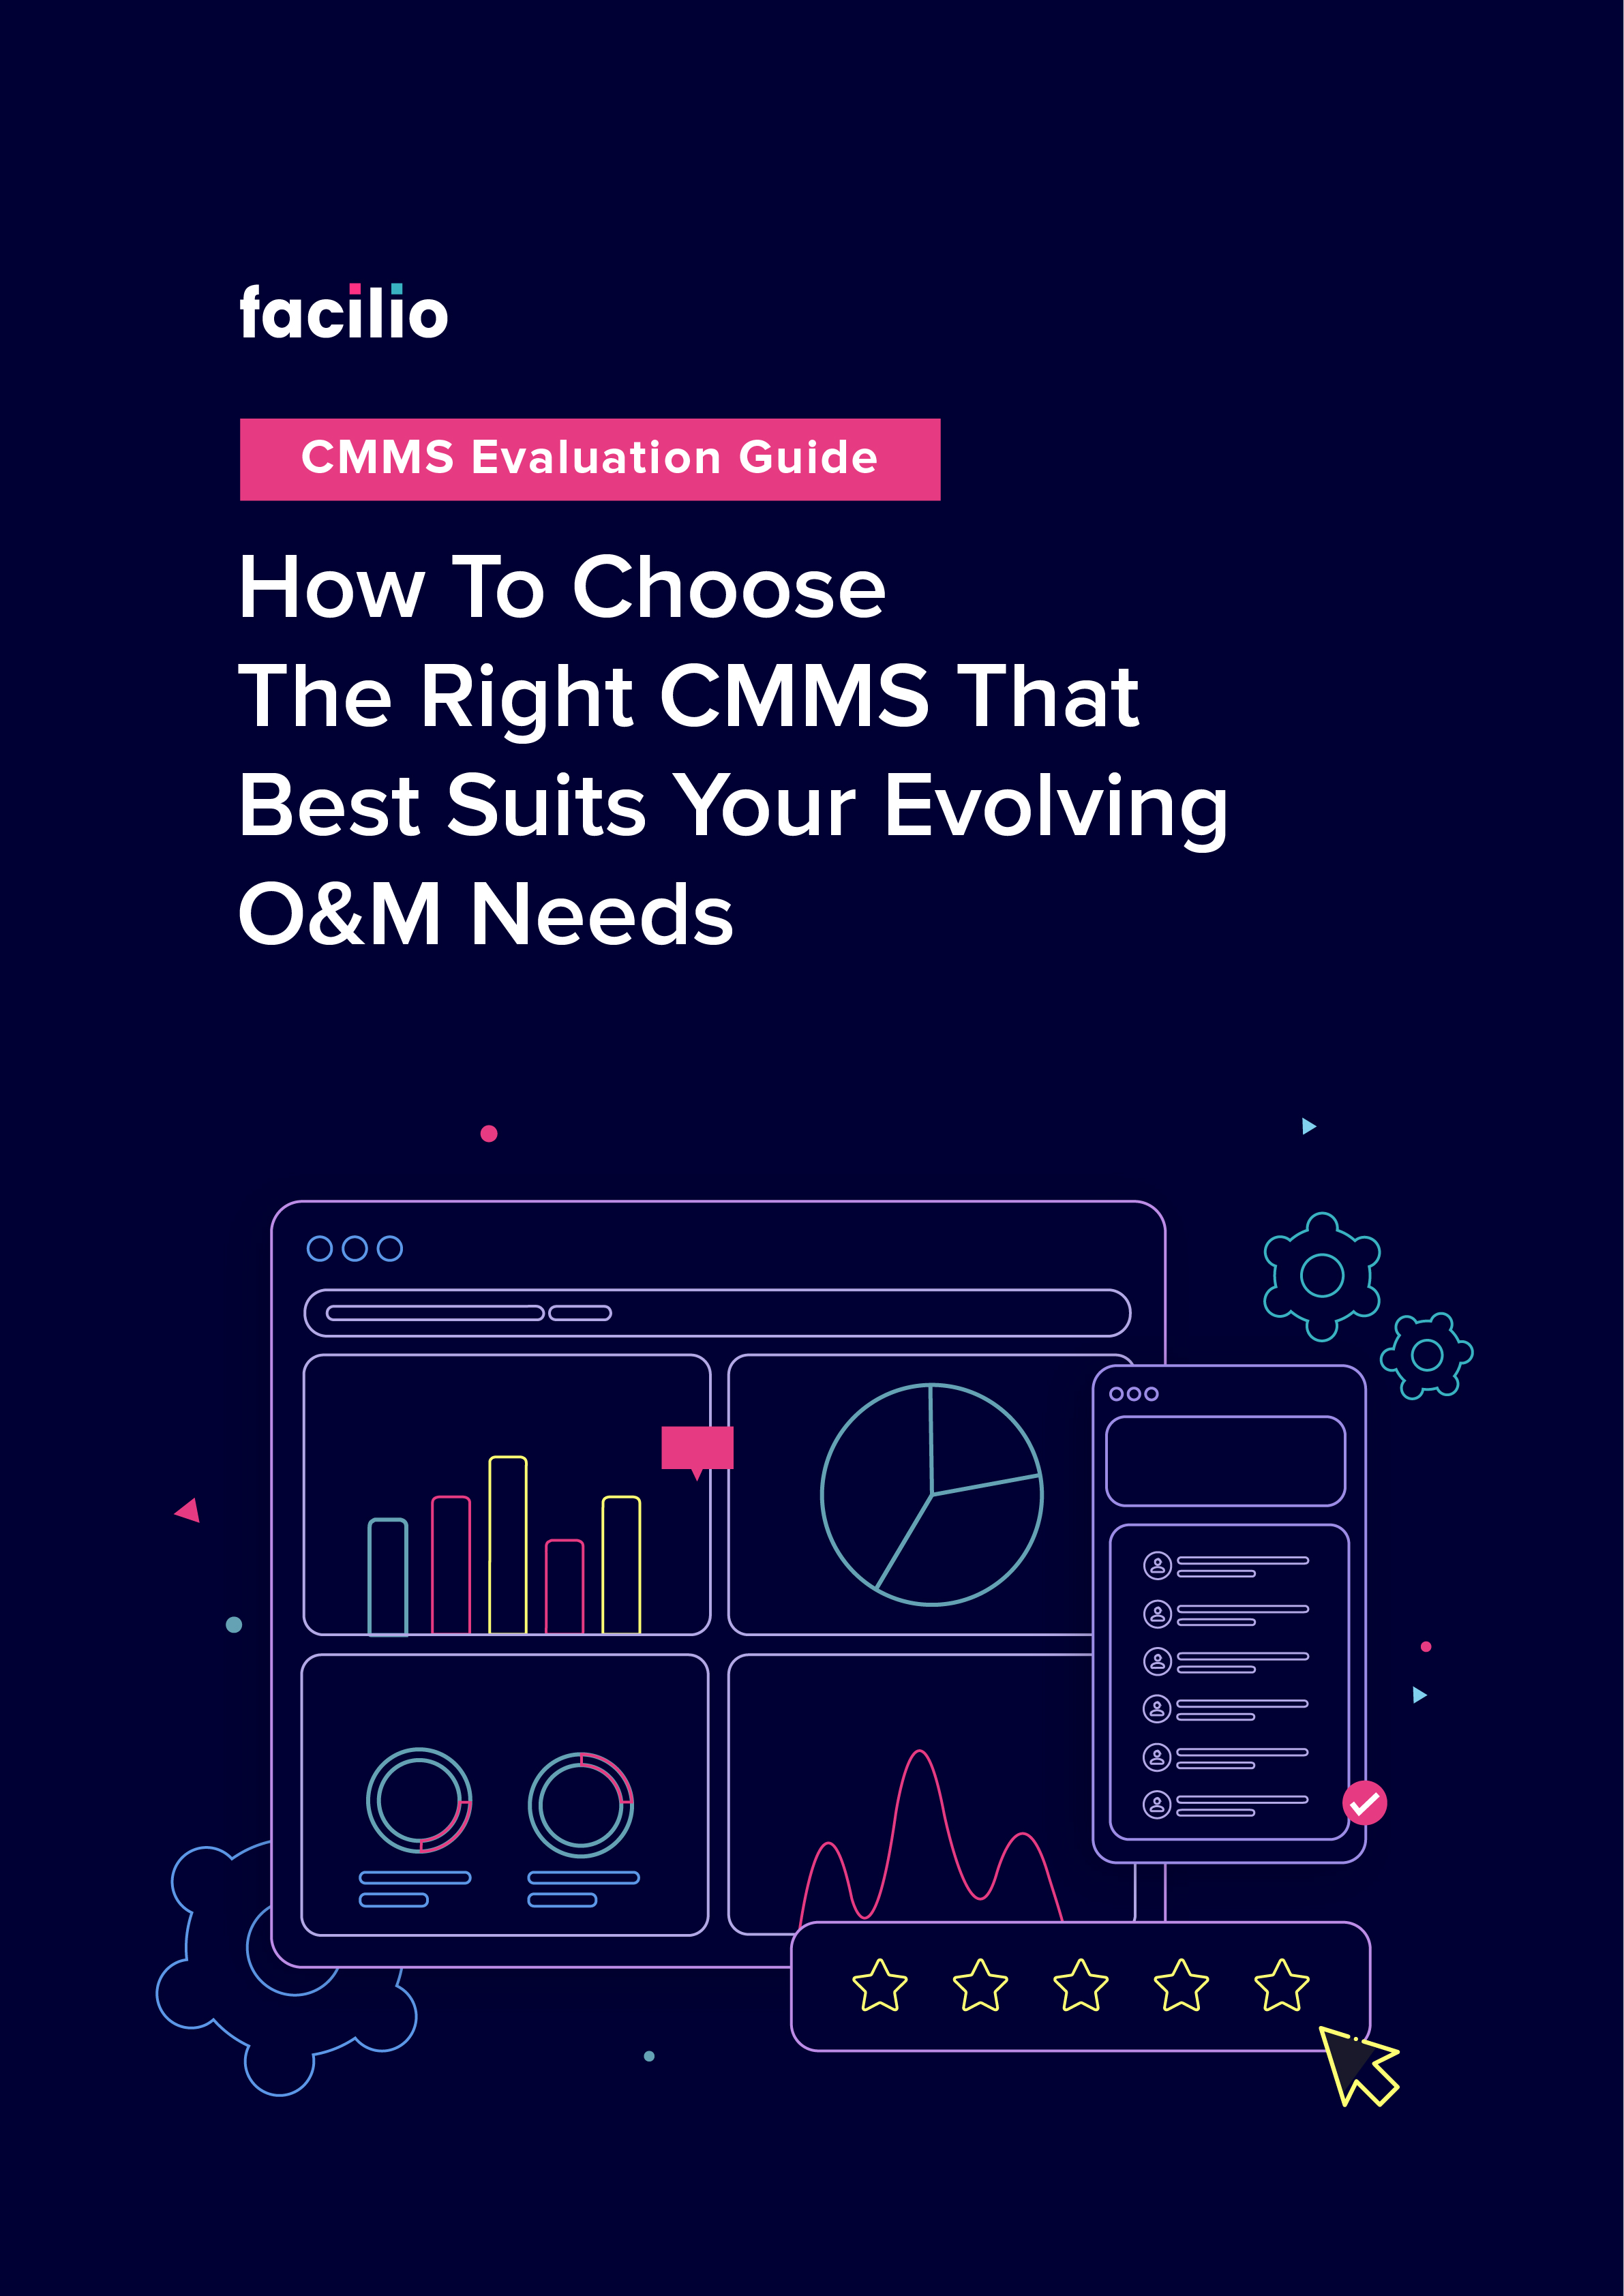 facilio
CMMS Evaluation Guide
How To Choose
The Right CMMS That
Best Suits Your Evolving
O&M Needs